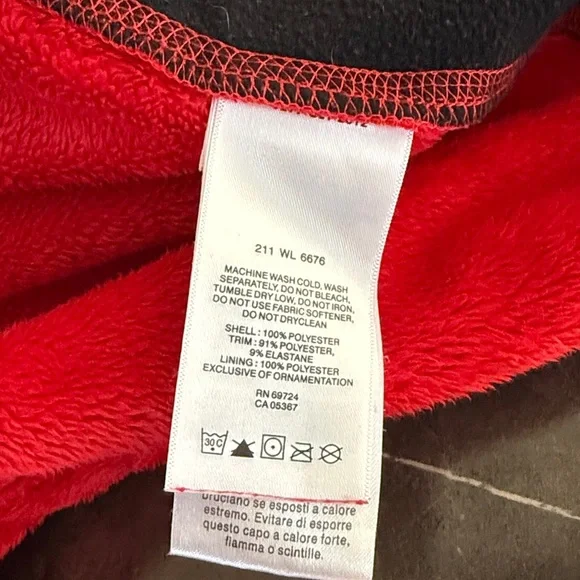 211 WL 6676
MACHINE WASH COLD, WASH
SEPARATELY, DO NOT BLEACH,
TUMBLE DRY LOW, DO NOT IRON,
DO NOT USE FABRIC SOFTENER,
DO NOT DRYCLEAN
SHELL : 100% POLYESTER
TRIM : 91% POLYESTER,
9% ELASTANE
LINING : 100% POLYESTER
EXCLUSIVE OF ORNAMENTATION
RN 69724
CA 05367
30C
bruciano se esposti a calore
estremo. Evitare di esporre
questo capo a calore forte,
fiamma o scintille.